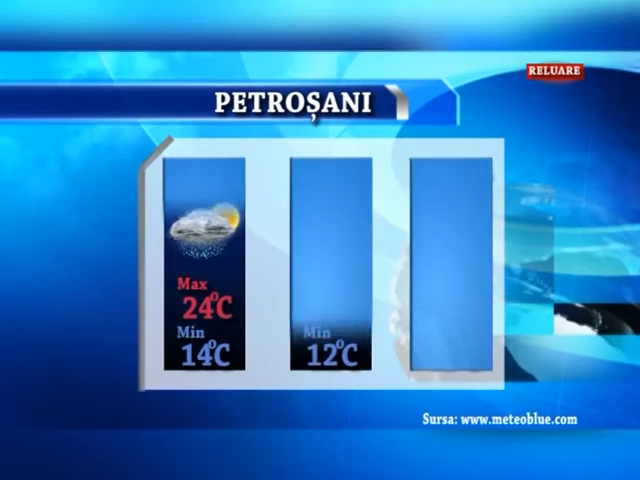 RELUARE
PETROȘANI
Max
24°C
Min
14°C
Min
12°C
Sursa: www.meteoblue.com